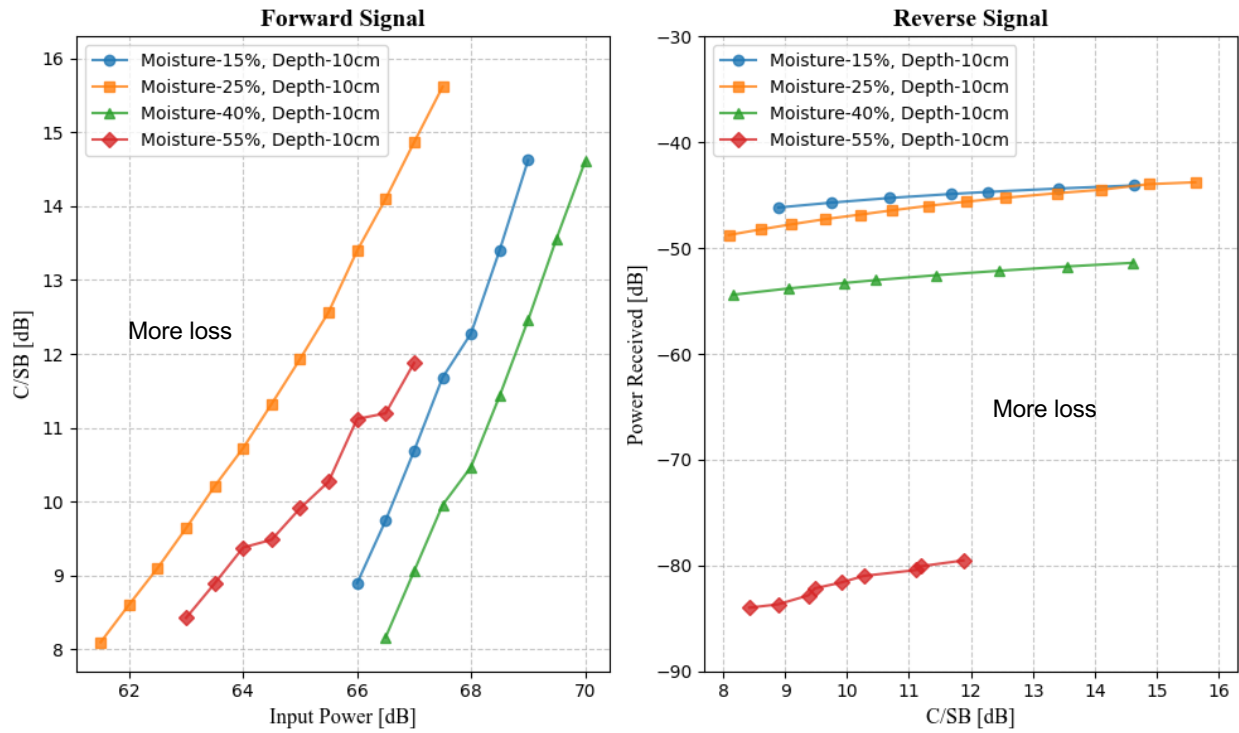 Forward Signal
Moisture-15%, Depth-10cm
Moisture-25%, Depth-10cm
Moisture-40%, Depth-10cm
Moisture-55%, Depth-10cm
More loss
C/SB [dB]
16
15
14
13
12
11
10
9
8
62 64 66 68 70
Input Power [dB]
Reverse Signal
Moisture-15%, Depth-10cm
Moisture-25%, Depth-10cm
Moisture-40%, Depth-10cm
Moisture-55%, Depth-10cm
More loss
Power Received [dB]
−30
−40
−50
−60
−70
−80
−90
8 9 10 11 12 13 14 15 16
C/SB [dB]